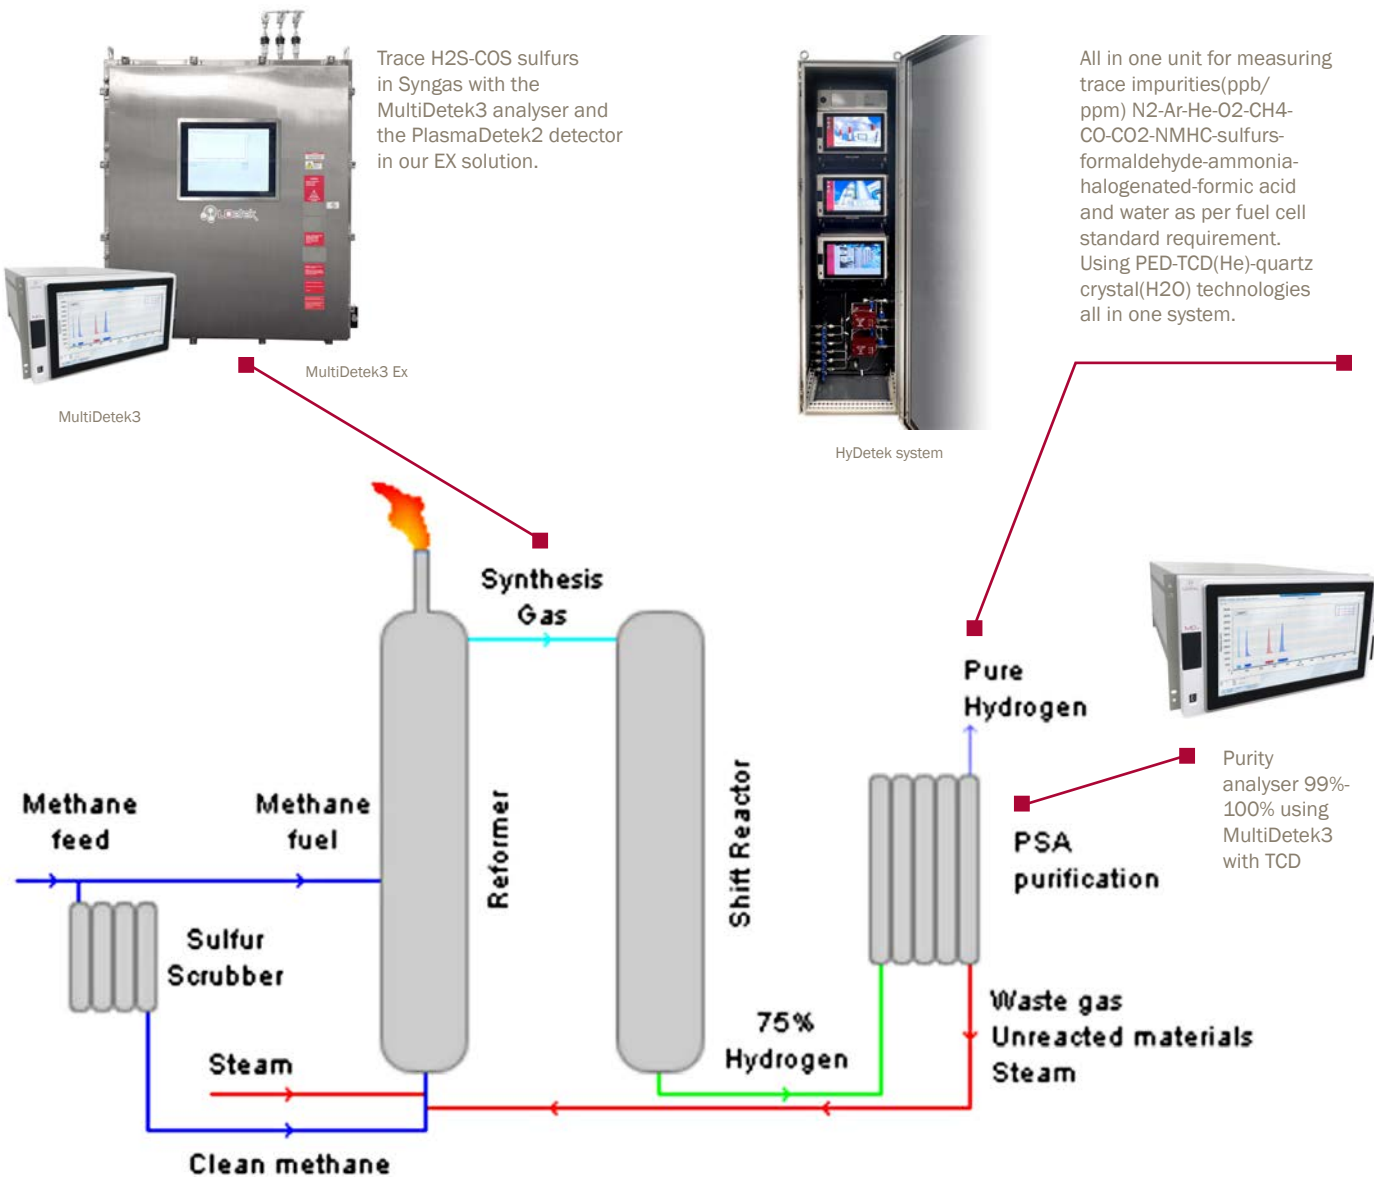 Trace H2S-COS sulfurs
in Syngas with the
MultiDetek3 analyser and
the PlasmaDetek2 detector
in our EX solution.
MultiDetek3 Ex
MultiDetek3
All in one unit for measuring
trace impurities(ppb/
ppm) N2-Ar-He-O2-CH4-
CO-CO2-NMHC-sulfurs-
formaldehyde-ammonia-
halogenated-formic acid
and water as per fuel cell
standard requirement.
Using PED-TCD(He)-quartz
crystal(H2O) technologies
all in one system.
HyDetek system
Synthesis
Gas
Pure
Hydrogen
Purity
analyser 99%-
100% using
MultiDetek3
with TCD
Methane
feed
Methane
fuel
Reformer
Shift Reactor
PSA
purification
Sulfur
Scrubber
Steam
75%
Hydrogen
Waste gas
Unreacted materials
Steam
Clean methane